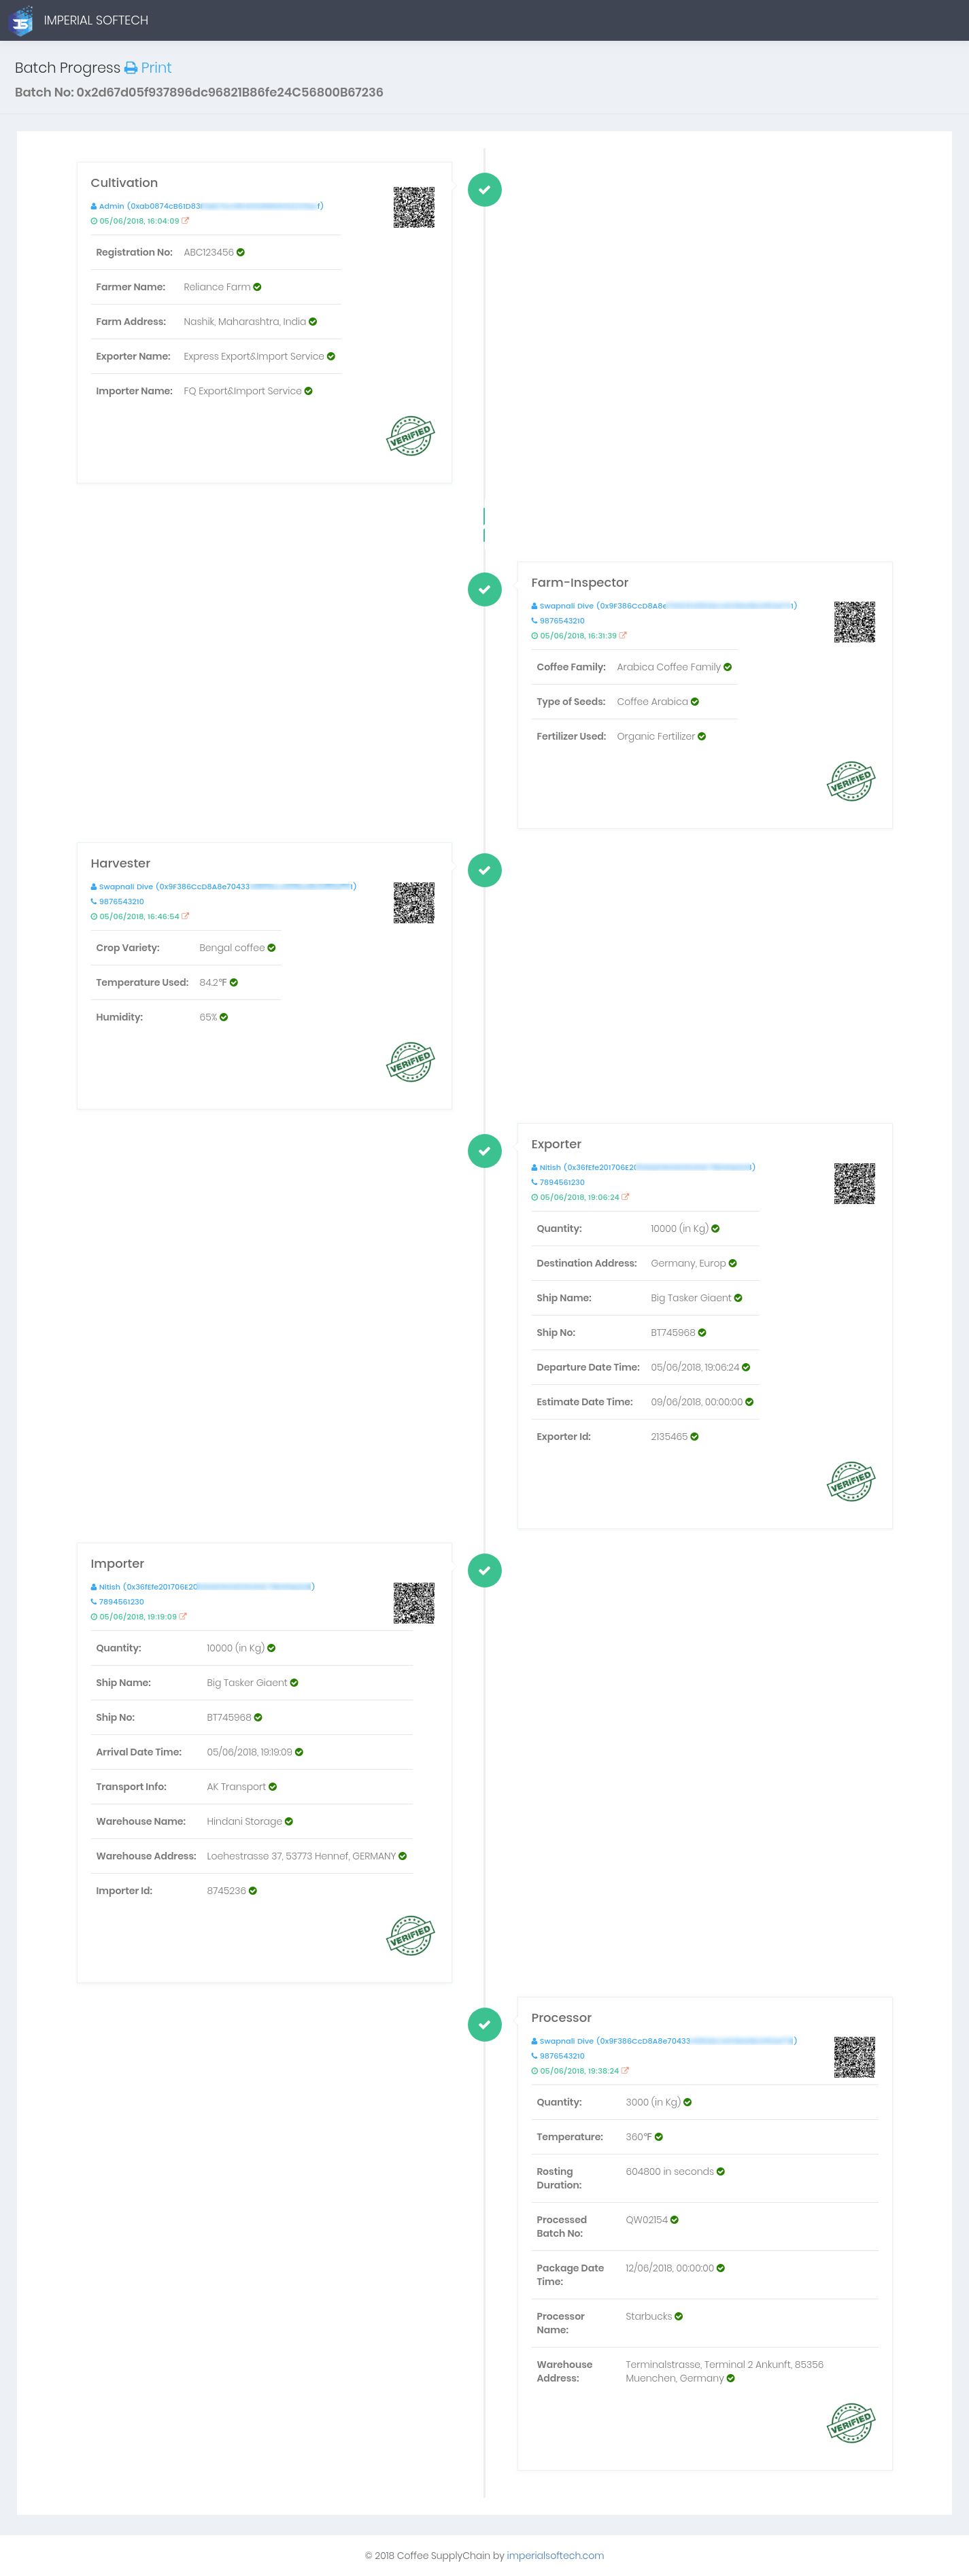 IMPERIAL SOFTECH
Batch Progress Print
Batch No: 0x2d67d05f937896dc96821B86fe24C56800B67236
Cultivation
Admin (0xab0874cB61D83
05/06/2018, 16:04:09
Registration No: ABC123456
Farmer Name: Reliance Farm
Farm Address: Nashik, Maharashtra, India
Exporter Name: Express Export&Import Service
Importer Name: FQ Export&Import Service
VERIFIED
Farm-Inspector
Swapnali Dive (0x9F386CcD8A8e
9876543210
05/06/2018, 16:31:39
Coffee Family: Arabica Coffee Family
Type of Seeds: Coffee Arabica
Fertilizer Used: Organic Fertilizer
VERIFIED
Harvester
Swapnali Dive (0x9F386CcD8A8e70433
9876543210
05/06/2018, 16:46:54
Crop Variety: Bengal coffee
Temperature Used: 84.2°F
Humidity: 65%
VERIFIED
Exporter
Nitish (0x36fEfe201706E20
7894561230
05/06/2018, 19:06:24
Quantity: 10000 (in Kg)
Destination Address: Germany, Europ
Ship Name: Big Tasker Giaent
Ship No: BT745968
Departure Date Time: 05/06/2018, 19:06:24
Estimate Date Time: 09/06/2018, 00:00:00
Exporter Id: 2135465
VERIFIED
Importer
Nitish (0x36fEfe201706E20
7894561230
05/06/2018, 19:19:09
Quantity: 10000 (in Kg)
Ship Name: Big Tasker Giaent
Ship No: BT745968
Arrival Date Time: 05/06/2018, 19:19:09
Transport Info: AK Transport
Warehouse Name: Hindani Storage
Warehouse Address: Loehestrasse 37, 53773 Hennef, GERMANY
Importer Id: 8745236
VERIFIED
Processor
Swapnali Dive (0x9F386CcD8A8e70433
9876543210
05/06/2018, 19:38:24
Quantity: 3000 (in Kg)
Temperature: 360°F
Rosting 604800 in seconds
Duration:
Processed QW02154
Batch No:
Package Date 12/06/2018, 00:00:00
Time:
Processor Starbucks
Name:
Warehouse Terminalstrasse, Terminal 2 Ankunft, 85356
Address: Muenchen, Germany
VERIFIED
© 2018 Coffee SupplyChain by imperialsoftech.com